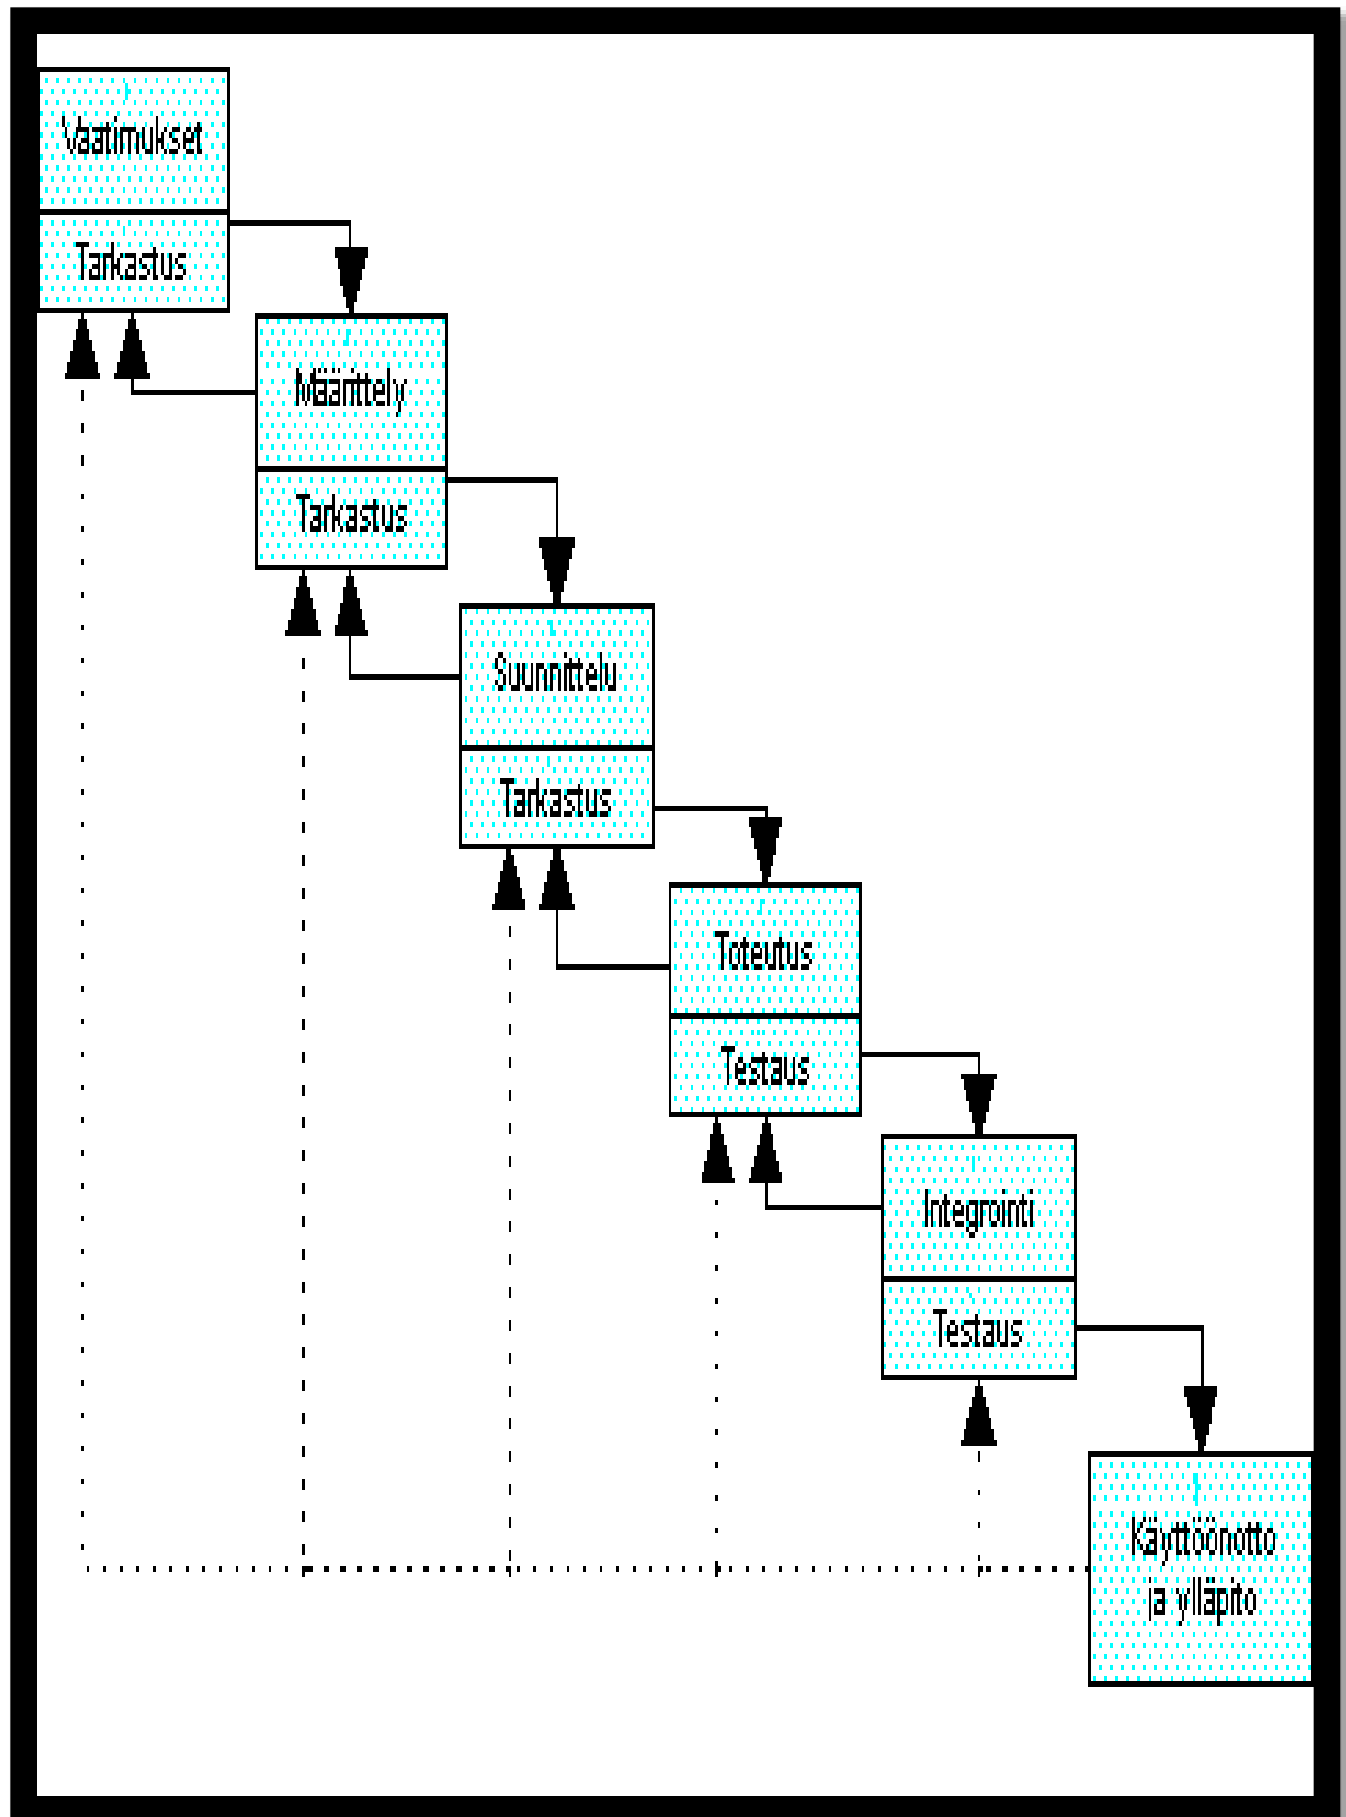 Vaatimukset
Tarkastus
Määrittely
Tarkastus
Suunnittelu
Tarkastus
Toteutus
Testaus
Integrointi
Testaus
Käyttöönotto
ja ylläpito